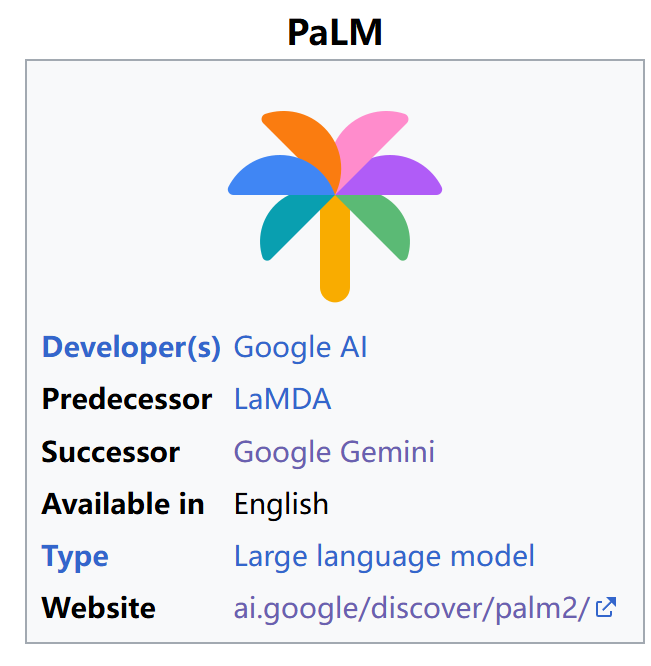 PaLM
Developer(s) Google AI
Predecessor LaMDA
Successor Google Gemini
Available in English
Type Large language model
Website ai.google/discover/palm2/